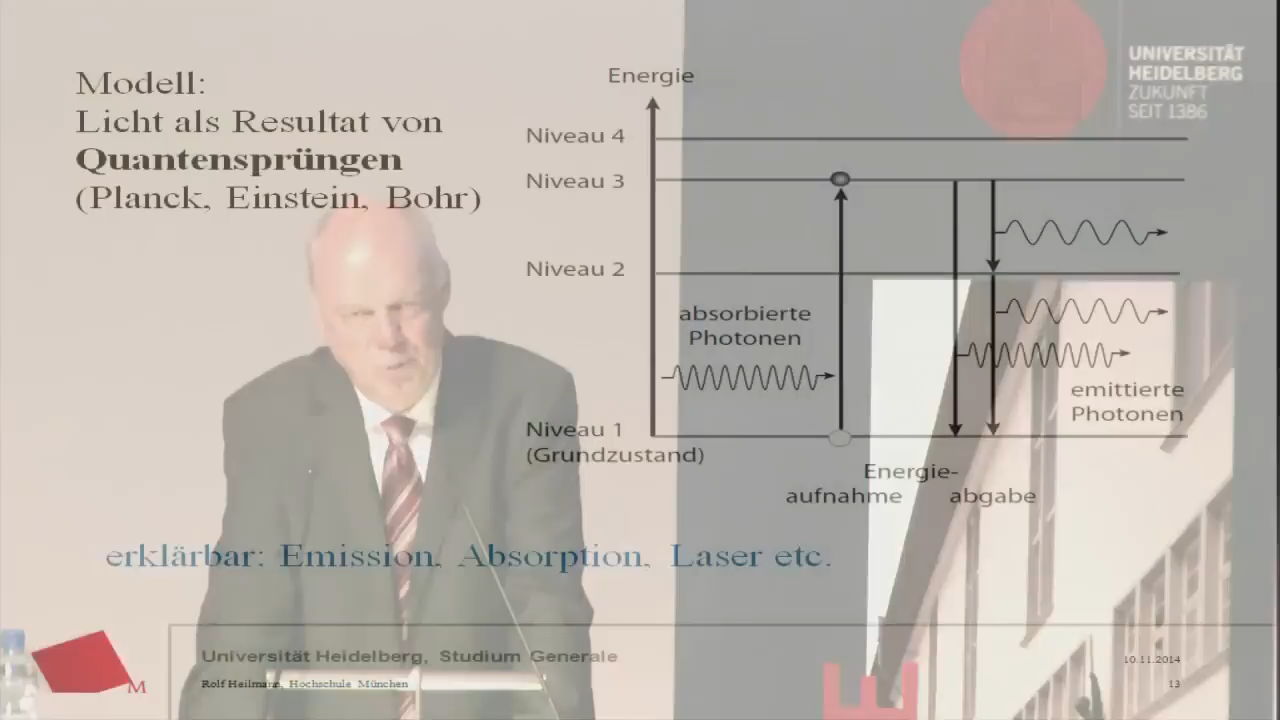 Modell:
Licht als Resultat von
Quantensprüngen
(Planck, Einstein, Bohr)
Energie
Niveau 4
Niveau 3
Niveau 2
absorbierte
Photonen
Niveau 1
(Grundzustand)
emittierte
Photonen
Energie-
aufnahme abgabe
erklärbar: Emission, Absorption, Laser etc.
UNIVERSITÄT
HEIDELBERG
ZUKUNFT
SEIT 1386
Universität Heidelberg, Studium Generale
Rolf Heilmann, Hochschule München
10.11.2014
13
M